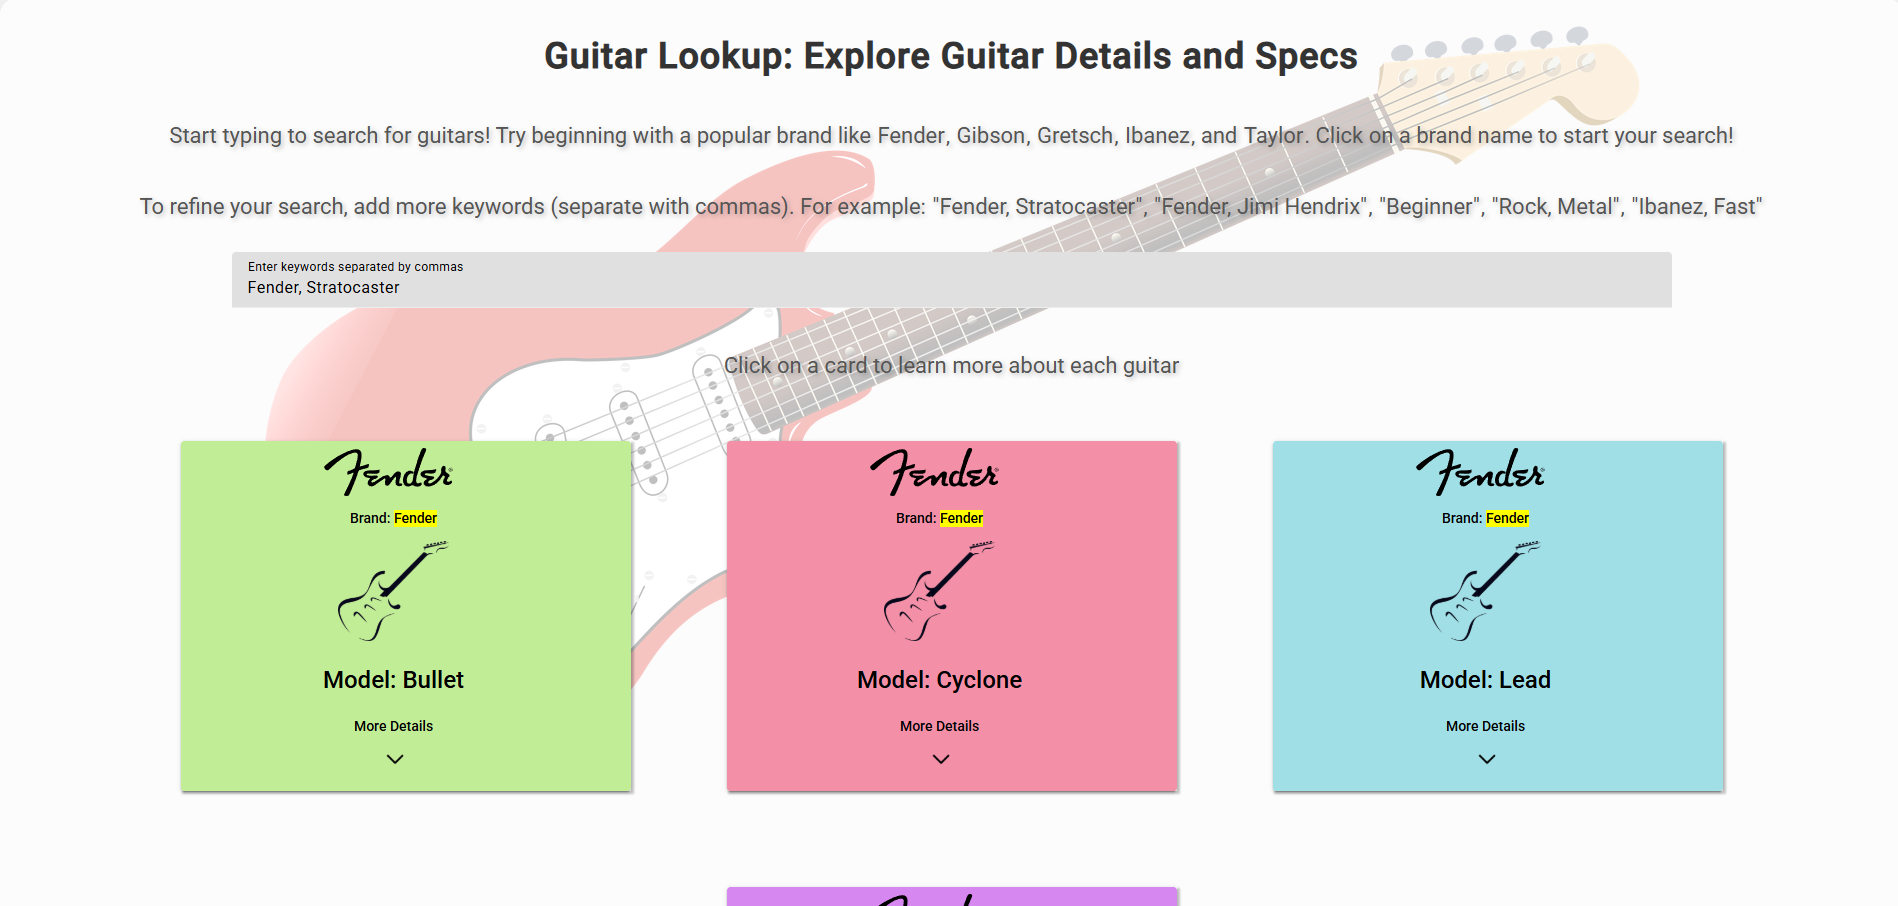 Guitar Lookup: Explore Guitar Details and Specs
Start typing to search for guitars! Try beginning with a popular brand like Fender, Gibson, Gretsch, Ibanez, and Taylor. Click on a brand name to start your search!
To refine your search, add more keywords (separate with commas). For example: "Fender, Stratocaster", "Fender, Jimi Hendrix", "Beginner", "Rock, Metal", "Ibanez, Fast"
Enter keywords separated by commas
Fender, Stratocaster
Click on a card to learn more about each guitar
Fender
Brand: Fender
Model: Bullet
More Details
Fender
Brand: Fender
Model: Cyclone
More Details
Fender
Brand: Fender
Model: Lead
More Details